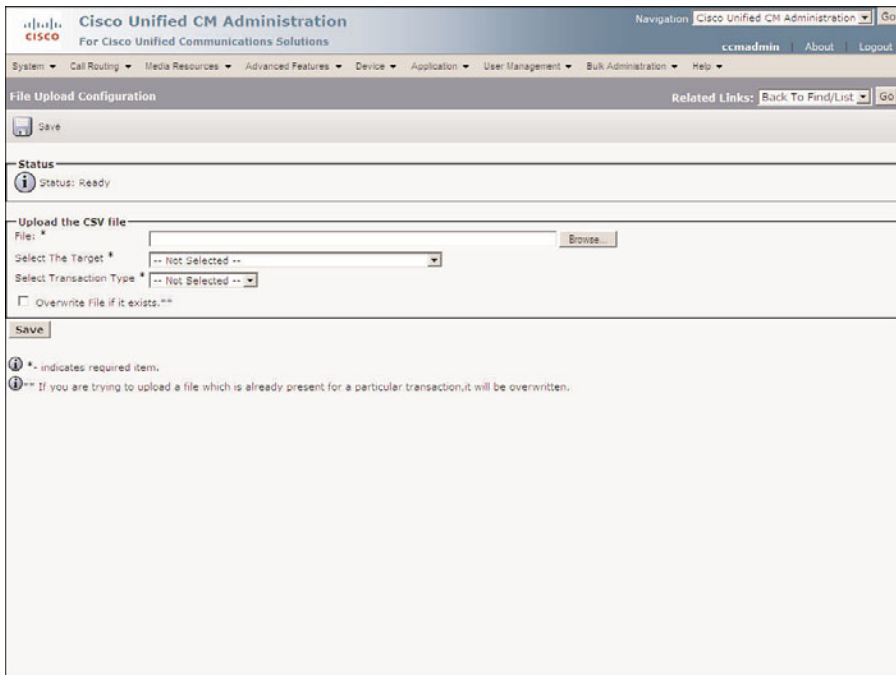 Cisco Unified CM Administration
Navigation Cisco Unified CM Administration Go
CISCO
For Cisco Unified Communications Solutions
ccmadmin | About | Logout
System Call Routing Media Resources Advanced Features Device Application User Management Bulk Administration Help
File Upload Configuration
Related Links: Back To Find/List Go
Save
Status
Status: Ready
Upload the CSV file
File: *
Browse...
Select The Target * -- Not Selected --
Select Transaction Type * -- Not Selected --
Overwrite File if it exists.**
Save
*- indicates required item.
** If you are trying to upload a file which is already present for a particular transaction,it will be overwritten.